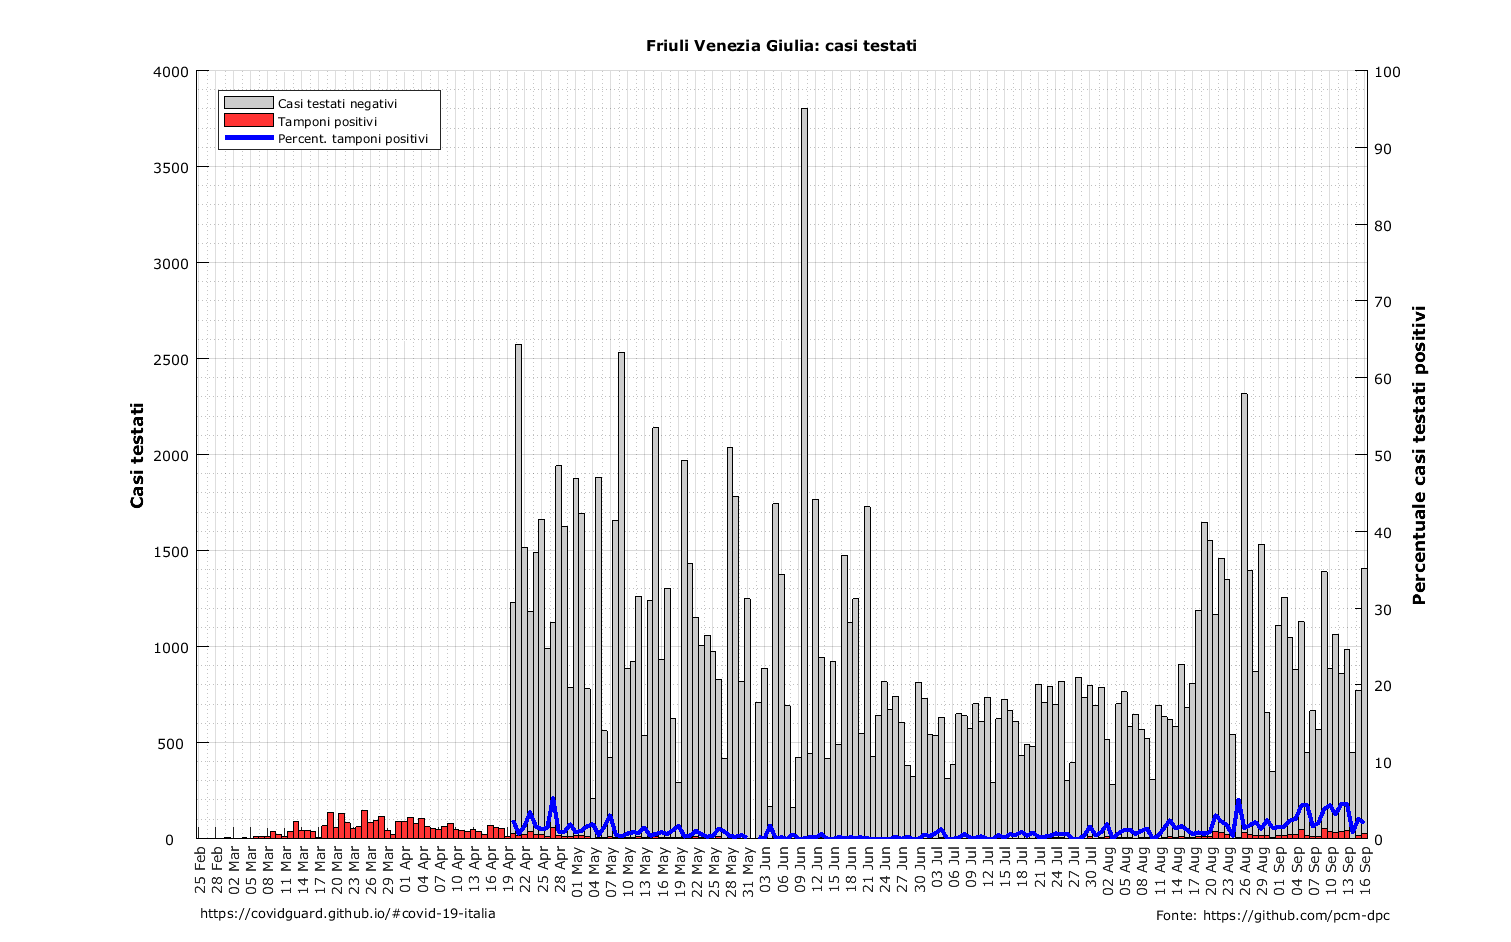 Friuli Venezia Giulia: casi testati
Casi testati negativi
Tamponi positivi
Percent. tamponi positivi
Casi testati
4000
3500
3000
2500
2000
1500
1000
500
0
Percentuale casi testati positivi
100
90
80
70
60
50
40
30
20
10
0
25 Feb
28 Feb
02 Mar
05 Mar
08 Mar
11 Mar
14 Mar
17 Mar
20 Mar
23 Mar
26 Mar
29 Mar
01 Apr
04 Apr
07 Apr
10 Apr
13 Apr
16 Apr
19 Apr
22 Apr
25 Apr
28 Apr
01 May
04 May
07 May
10 May
13 May
16 May
19 May
22 May
25 May
28 May
31 May
03 Jun
06 Jun
09 Jun
12 Jun
15 Jun
18 Jun
21 Jun
24 Jun
27 Jun
30 Jun
03 Jul
06 Jul
09 Jul
12 Jul
15 Jul
18 Jul
21 Jul
24 Jul
27 Jul
30 Jul
02 Aug
05 Aug
08 Aug
11 Aug
14 Aug
17 Aug
20 Aug
23 Aug
26 Aug
29 Aug
01 Sep
04 Sep
07 Sep
10 Sep
13 Sep
16 Sep
https://covidguard.github.io/#covid-19-italia
Fonte: https://github.com/pcm-dpc